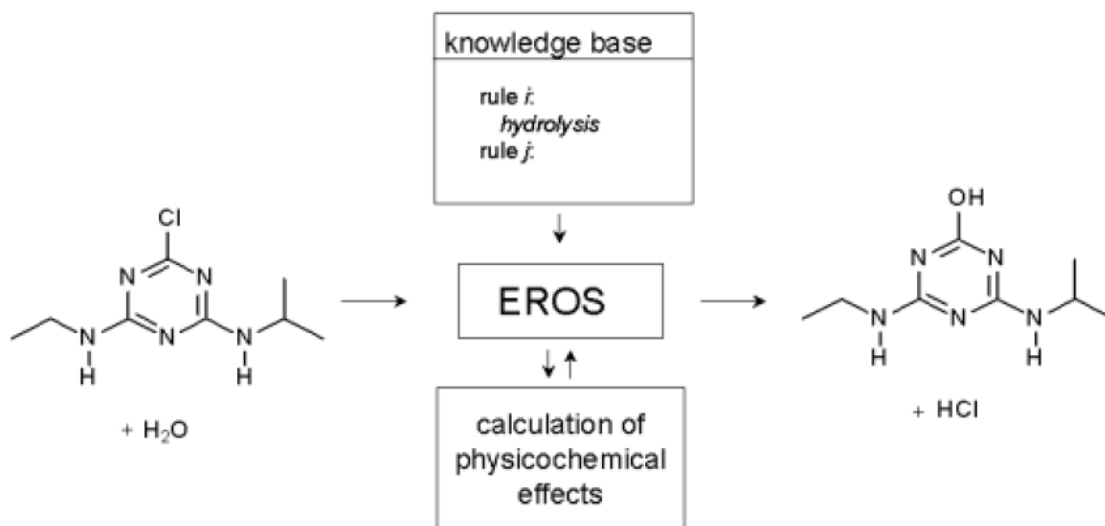 knowledge base
rule i:
hydrolysis
rule j:
Cl
N N
N
N
H
N
H
+ H₂O
EROS
calculation of
physicochemical
effects
OH
N N
N
N
H
N
H
+ HCl